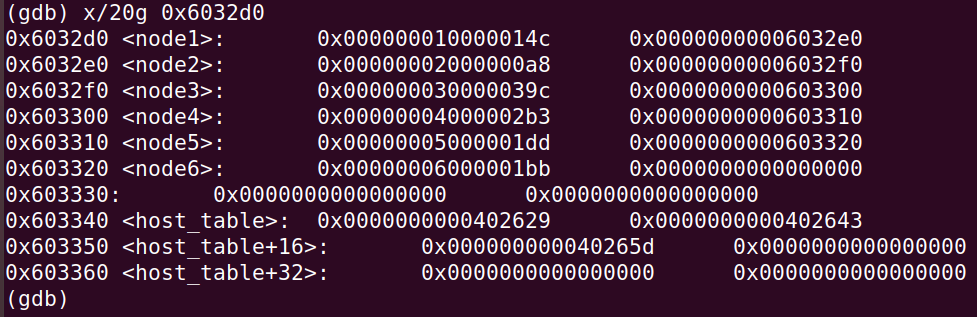 (gdb) x/20g 0x6032d0
0x6032d0 <node1>:	0x000000010000014c	0x00000000006032e0
0x6032e0 <node2>:	0x00000002000000a8	0x00000000006032f0
0x6032f0 <node3>:	0x000000030000039c	0x0000000000603300
0x603300 <node4>:	0x00000004000002b3	0x0000000000603310
0x603310 <node5>:	0x00000005000001dd	0x0000000000603320
0x603320 <node6>:	0x00000006000001bb	0x0000000000000000
0x603330:	0x0000000000000000	0x0000000000000000
0x603340 <host_table>:	0x0000000000402629	0x0000000000402643
0x603350 <host_table+16>:	0x000000000040265d	0x0000000000000000
0x603360 <host_table+32>:	0x0000000000000000	0x0000000000000000
(gdb)